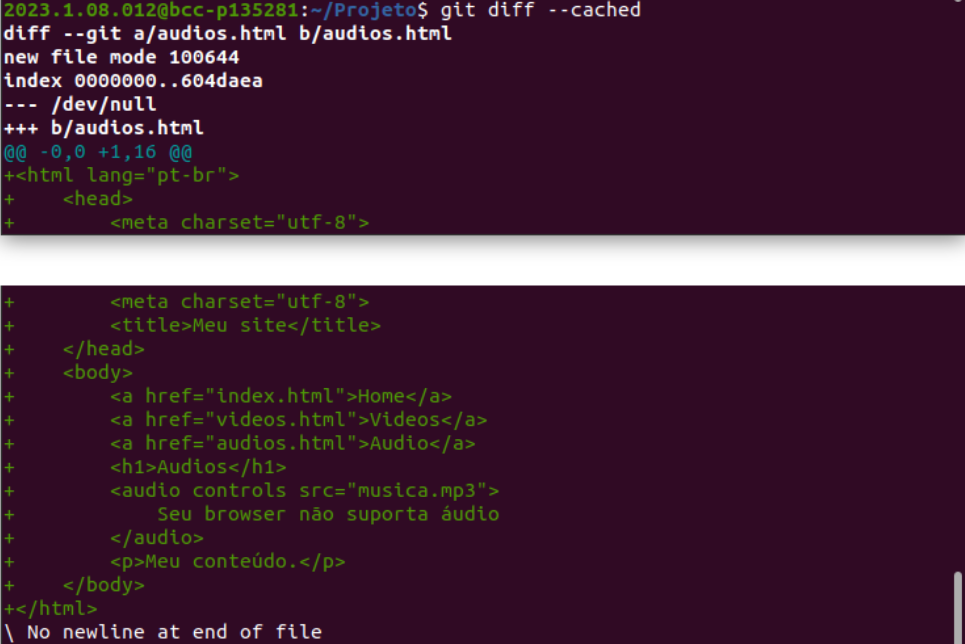 2023.1.08.012@bcc-p135281:~/Projeto$ git diff --cached
diff --git a/audios.html b/audios.html
new file mode 100644
index 0000000..604daea
--- /dev/null
+++ b/audios.html
@@ -0,0 +1,16 @@
+<html lang="pt-br">
+    <head>
+        <meta charset="utf-8">
+        <meta charset="utf-8">
+        <title>Meu site</title>
+    </head>
+    <body>
+        <a href="index.html">Home</a>
+        <a href="videos.html">Videos</a>
+        <a href="audios.html">Audio</a>
+        <h1>Audios</h1>
+        <audio controls src="musica.mp3">
+            Seu browser não suporta áudio
+        </audio>
+        <p>Meu conteúdo.</p>
+    </body>
+</html>
\ No newline at end of file